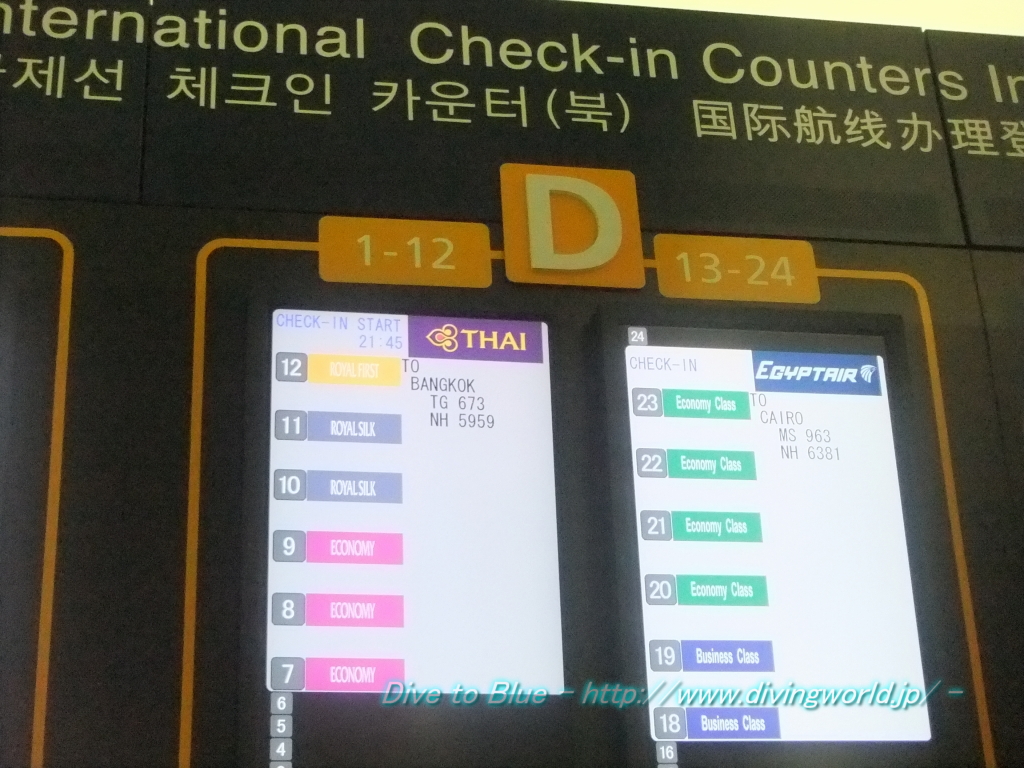 nternational Check-in Counters In
제선 체크인 카운터(북) 国际航线办理登
D
1-12
13-24
CHECK-IN START
21:45
THAI
12 ROYAL FIRST
TO
BANGKOK
TG 673
NH 5959
11 ROYAL SILK
10 ROYAL SILK
9 ECONOMY
8 ECONOMY
7 ECONOMY
6
5
4
24
CHECK-IN
EGYPTAIR
23 Economy Class
TO
CAIRO
MS 963
NH 6381
22 Economy Class
21 Economy Class
20 Economy Class
19 Business Class
18 Business Class
16
Dive to Blue - http://www.divingworld.jp/ -